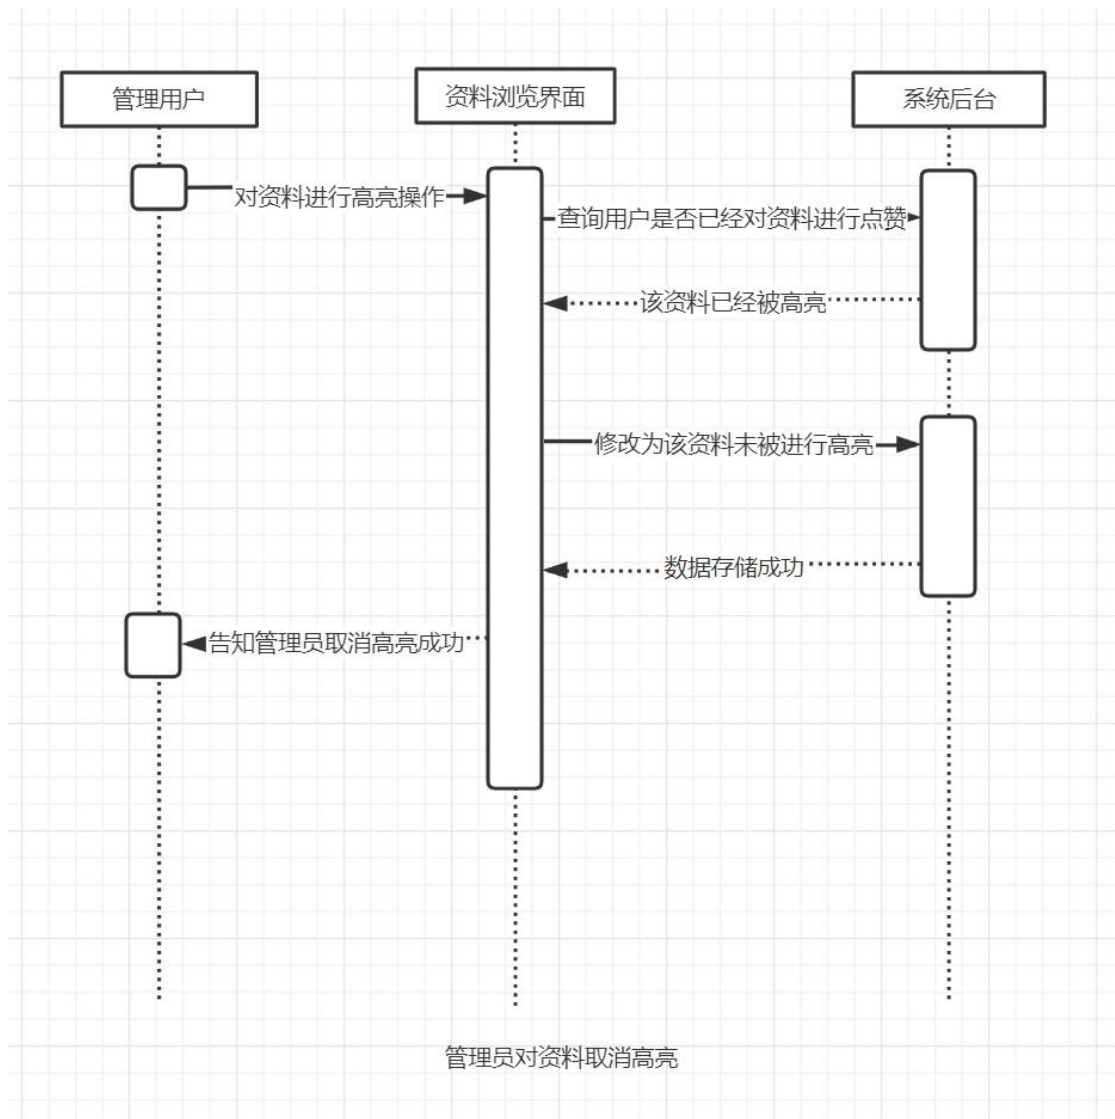 管理用户
资料浏览界面
系统后台
对资料进行高亮操作
查询用户是否已经对资料进行点赞
该资料已经被高亮
修改为该资料未被进行高亮
数据存储成功
告知管理员取消高亮成功
管理员对资料取消高亮